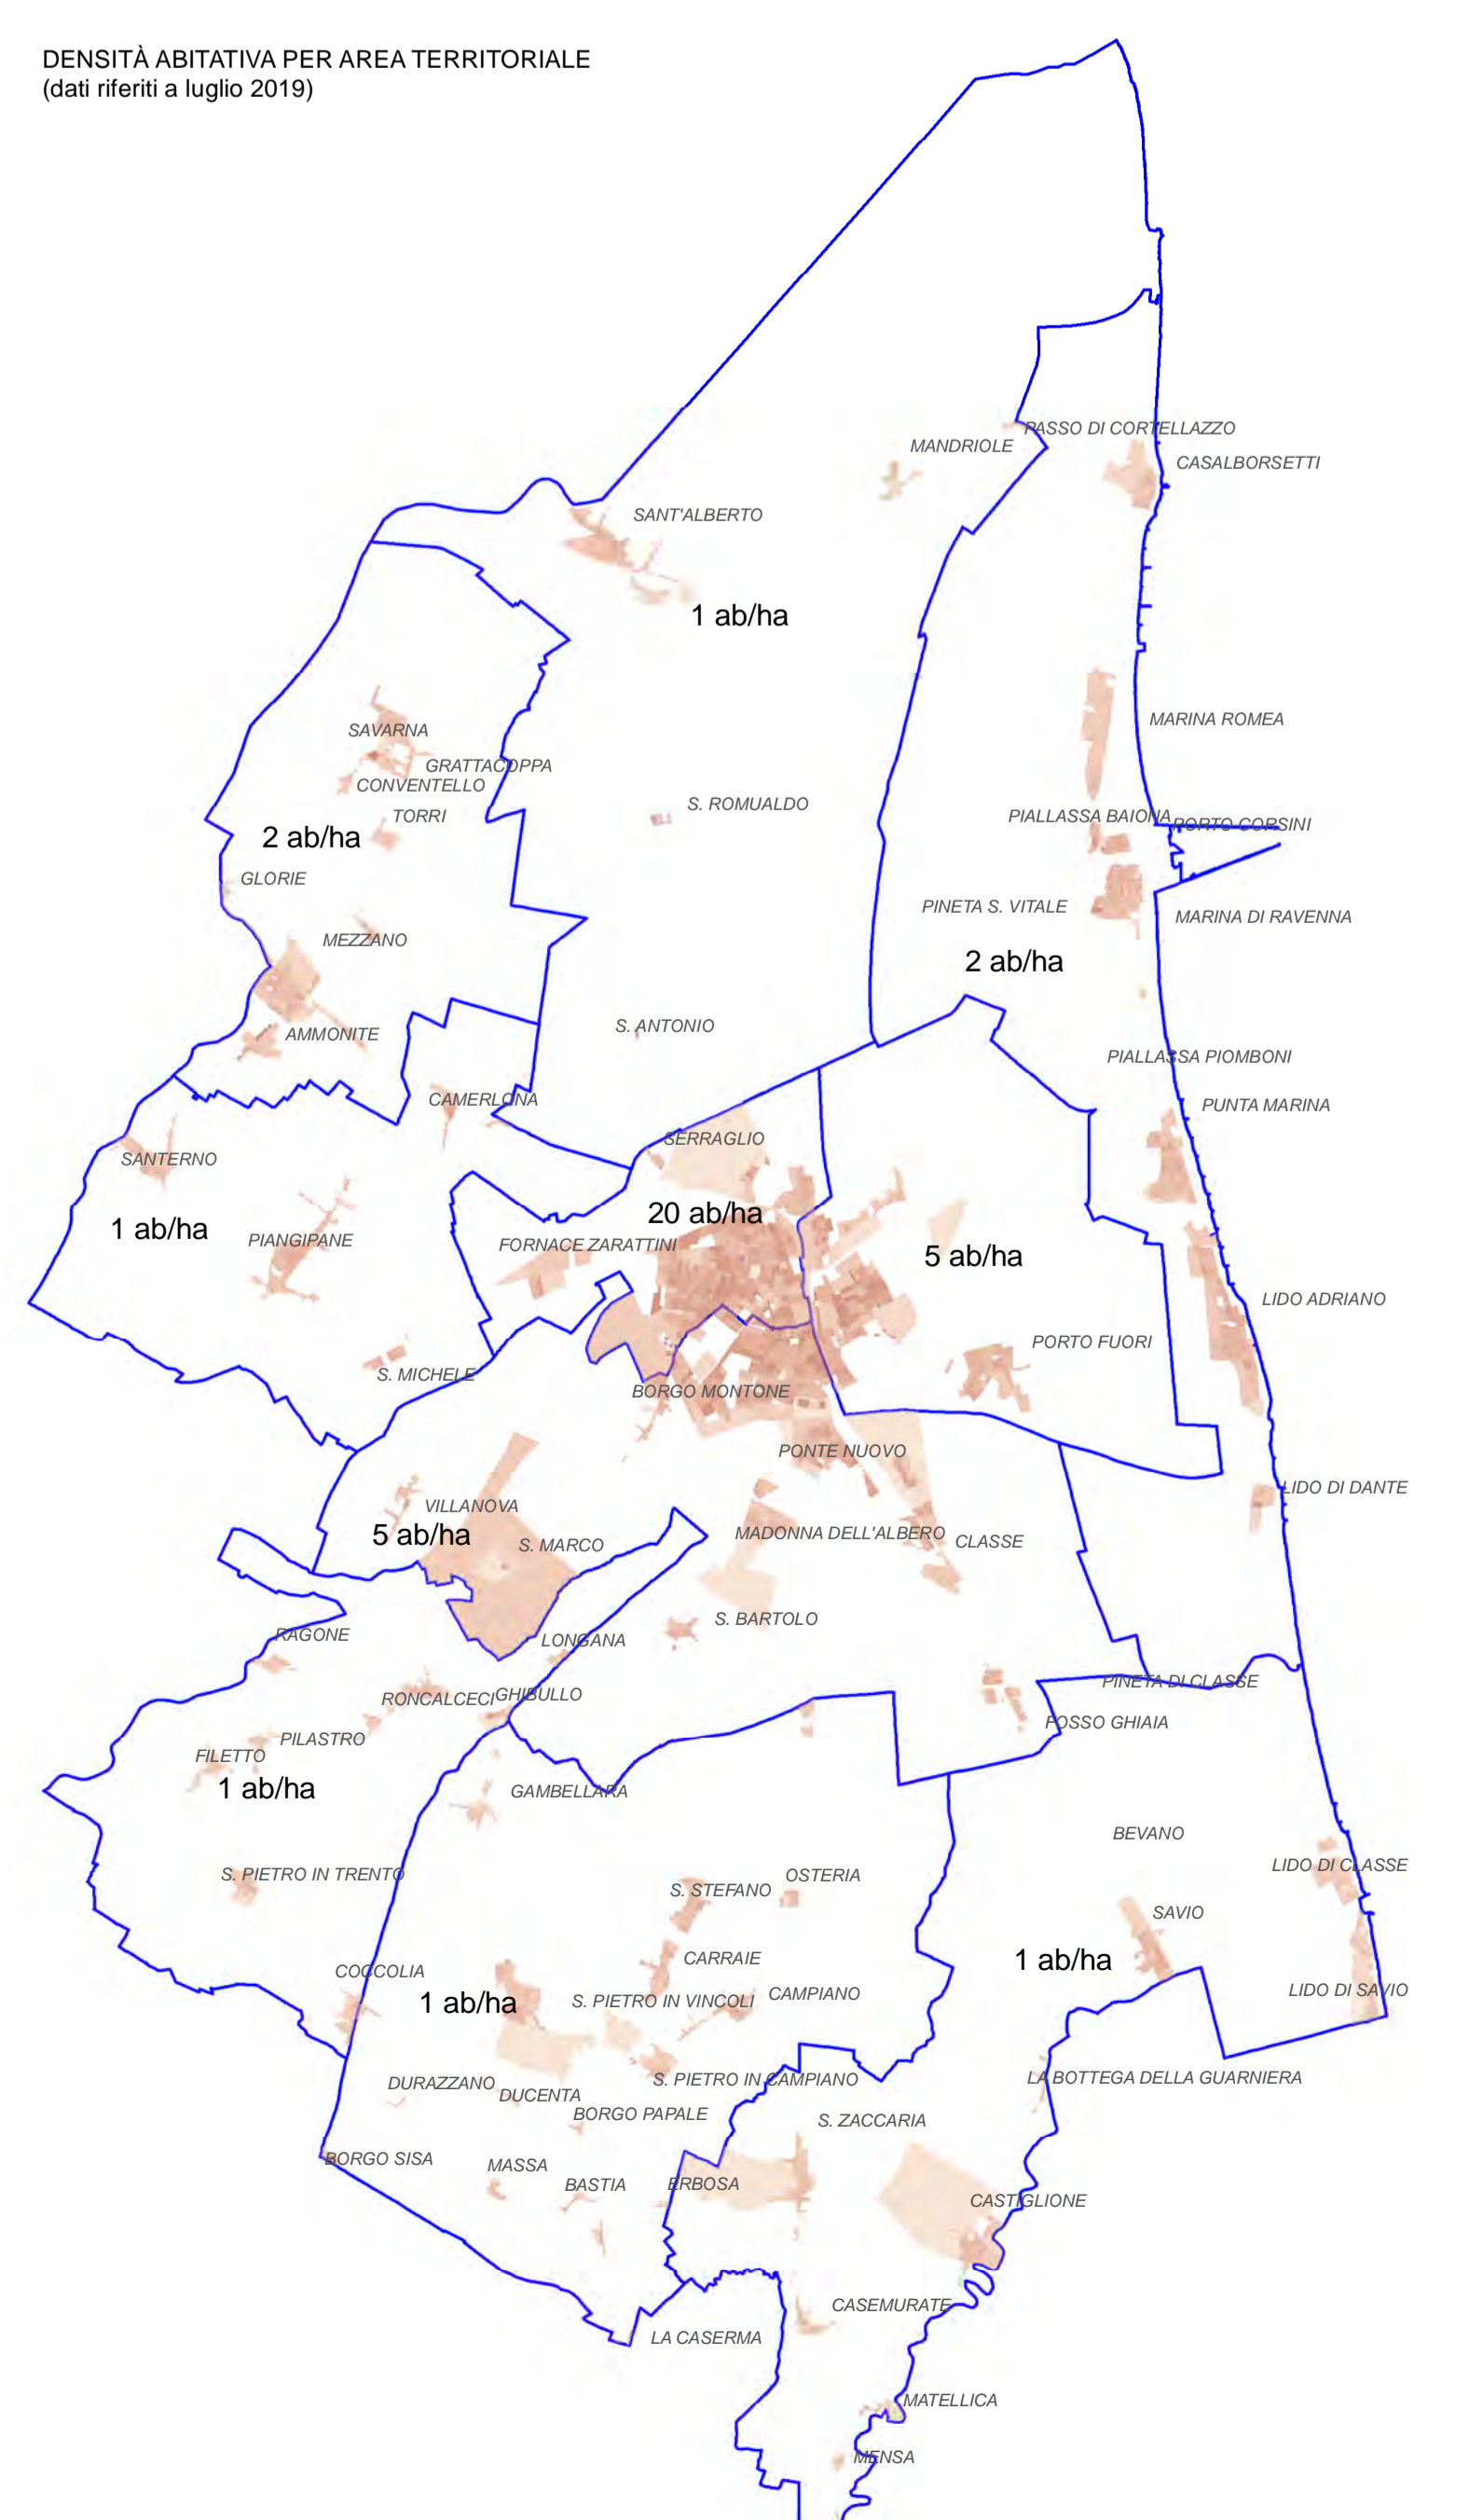 DENSITÀ ABITATIVA PER AREA TERRITORIALE
(dati riferiti a luglio 2019)
PASSO DI CORTELLAZZO
MANDRIOLE
CASALBORSETTI
SANT'ALBERTO
1 ab/ha
MARINA ROMEA
SAVARNA
GRATTACOPPA
CONVENTELLO
S. ROMUALDO
TORRI
PIALLASSA BAIONA
PORTO CORSINI
2 ab/ha
GLORIE
PINETA S. VITALE
MARINA DI RAVENNA
MEZZANO
2 ab/ha
S. ANTONIO
AMMONITE
PIALLASSA PIOMBONI
CAMERLONA
PUNTA MARINA
SERRAGLIO
SANTERNO
20 ab/ha
1 ab/ha
PIANGIPANE
FORNACE ZARATTINI
5 ab/ha
LIDO ADRIANO
PORTO FUORI
S. MICHELE
BORGO MONTONE
PONTE NUOVO
LIDO DI DANTE
VILLANOVA
5 ab/ha
MADONNA DELL'ALBERO
CLASSE
S. MARCO
S. BARTOLO
RAGONE
LONGANA
PINETA DI CLASSE
RONCALCECI
GHIBULLO
FOSSO GHIAIA
PILASTRO
FILETTO
1 ab/ha
GAMBELLARA
BEVANO
LIDO DI CLASSE
S. PIETRO IN TRENTO
OSTERIA
S. STEFANO
SAVIO
CARRAIE
1 ab/ha
COCCOLIA
LIDO DI SAVIO
CAMPIANO
1 ab/ha
S. PIETRO IN VINCOLI
LA BOTTEGA DELLA GUARNIERA
S. PIETRO IN CAMPIANO
DURAZZANO
DUCENTA
BORGO PAPALE
S. ZACCARIA
BORGO SISA
MASSA
BASTIA
ERBOSA
CASTIGLIONE
CASEMURATE
LA CASERMA
MATELLICA
MENSA